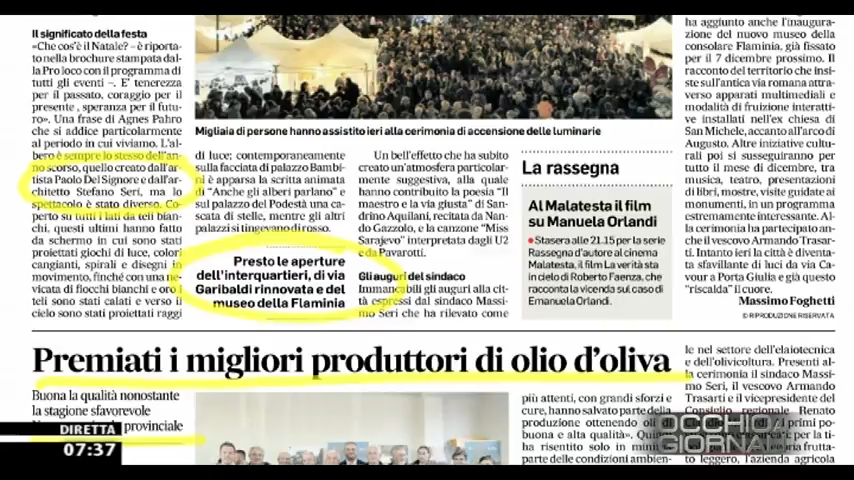 Il significato della festa
«Che cos'è il Natale? – è riportato
nella brochure stampata dalla
Pro loco con il programma di
tutti gli eventi –. E' tenerezza
per il passato, coraggio per il
presente, speranza per il futuro».
Una frase di Agnes Pahro
che si addice particolarmente
al periodo in cui viviamo. L'albero
è sempre lo stesso dell'anno
scorso, quello creato dall'artista
Paolo Del Signore e dall'architetto
Stefano Seri, ma lo
spettacolo è stato diverso. Coperto
su tutti i lati da teli bianchi,
questi ultimi hanno fatto
da schermo in cui sono stati
proiettati giochi di luce, colori
cangianti, spirali e disegni in
movimento, finché con una nevicata
di fiocchi bianchi e oro i
teli sono stati calati e verso il
cielo sono stati proiettati raggi
Migliaia di persone hanno assistito ieri alla cerimonia di accensione delle luminarie
di luce; contemporaneamente
sulla facciata di palazzo Bambini
è apparsa la scritta animata
di "Anche gli alberi parlano" e
sul palazzo del Podestà una cascata
di stelle, mentre gli altri
palazzi si tingevano di rosso.
Presto le aperture
dell'interquartieri, di via
Garibaldi rinnovata e del
museo della Flaminia
Un bell'effetto che ha subito
creato un'atmosfera particolarmente
suggestiva, alla quale
hanno contribuito la poesia "Il
maestro e la via giusta" di Sandrino
Aquilani, recitata da Nando
Gazzolo, e la canzone "Miss
Sarajevo" interpretata dagli U2
e da Pavarotti.
Gli auguri del sindaco
Immancabili gli auguri alla città
espressi dal sindaco Massimo
Seri che ha rilevato come
La rassegna
Al Malatesta il film
su Manuela Orlandi
Stasera alle 21.15 per la serie
Rassegna d'autore al cinema
Malatesta, il film La verità sta
in cielo di Roberto Faenza, che
racconta la vicenda sul caso di
Emanuela Orlandi.
ha aggiunto anche l'inaugurazione
del nuovo museo della
consolare Flaminia, già fissato
per il 7 dicembre prossimo. Il
racconto del territorio che insiste
sull'antica via romana attraverso
apparati multimediali e
modalità di fruizione interattive
installati nell'ex chiesa di
San Michele, accanto all'arco di
Augusto. Altre iniziative culturali
poi si susseguiranno per
tutto il mese di dicembre, tra
musica, teatro, presentazioni
di libri, mostre, visite guidate ai
monumenti, in un programma
estremamente interessante. Alla
cerimonia ha partecipato anche
il vescovo Armando Trasarti.
Intanto ieri la città è diventata
sfavillante di luci da via Cavour
a Porta Giulia e già questo
"riscalda" il cuore.
Massimo Foghetti
© RIPRODUZIONE RISERVATA
Premiati i migliori produttori di olio d'oliva
Buona la qualità nonostante
la stagione sfavorevole
provinciale
più attenti, con grandi sforzi e
cure, hanno salvato parte della
produzione ottenendo oli di
buona e alta qualità».
ha risentito solo in
parte delle condizioni
le nel settore dell'elaiotecnica
e dell'olivicoltura. Presenti alla
cerimonia il sindaco Massimo
Seri, il vescovo Armando
Trasarti e il vicepresidente del
Consiglio regionale Renato
leggero, l'azienda agricola
DIRETTA
07:37
OCCHIO AI
GIORNALI